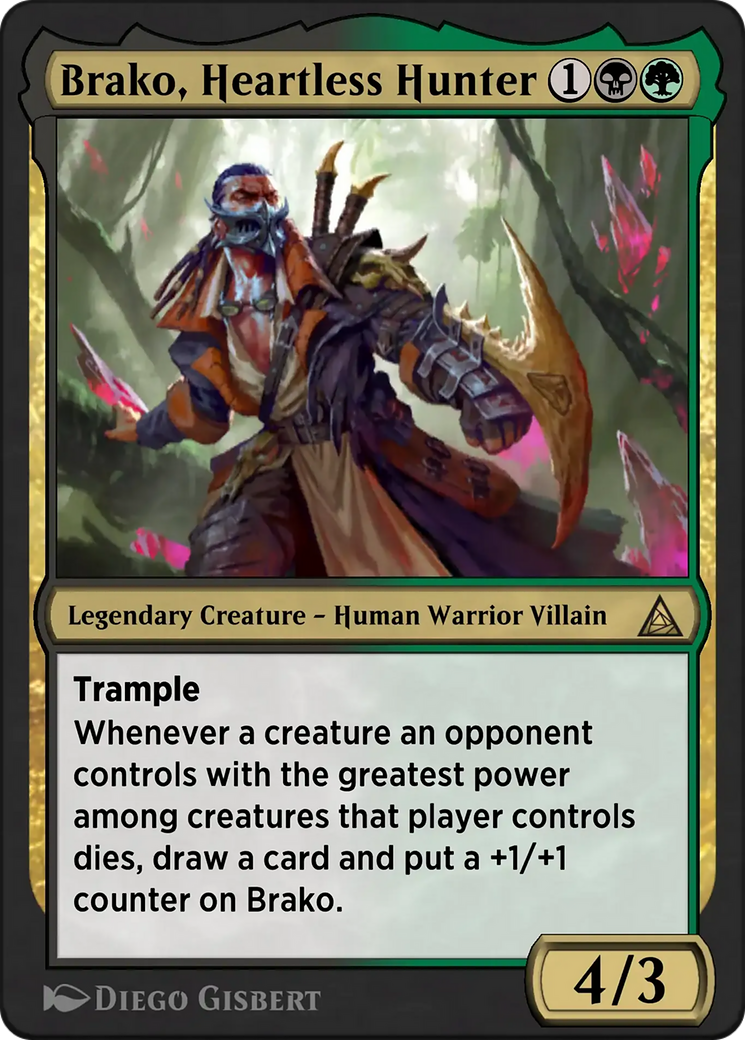 Brako, Heartless Hunter 1
Legendary Creature – Human Warrior Villain
Trample
Whenever a creature an opponent
controls with the greatest power
among creatures that player controls
dies, draw a card and put a +1/+1
counter on Brako.
4/3
Diego Gisbert